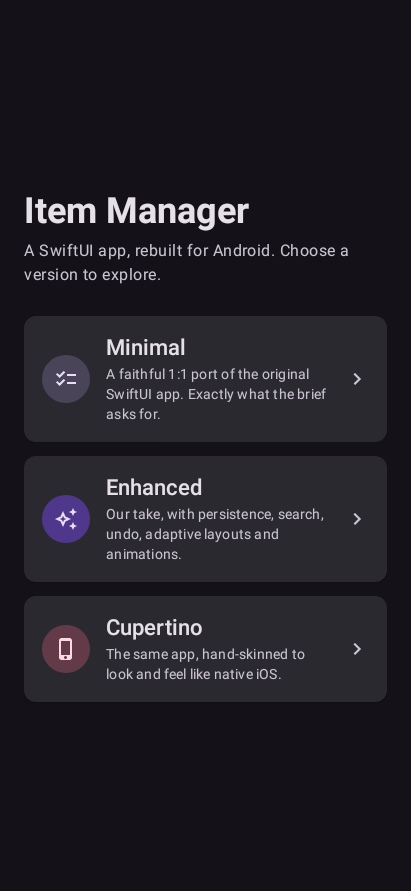 Item Manager
A SwiftUI app, rebuilt for Android. Choose a
version to explore.
Minimal
A faithful 1:1 port of the original
SwiftUI app. Exactly what the brief
asks for.
Enhanced
Our take, with persistence, search,
undo, adaptive layouts and
animations.
Cupertino
The same app, hand-skinned to
look and feel like native iOS.